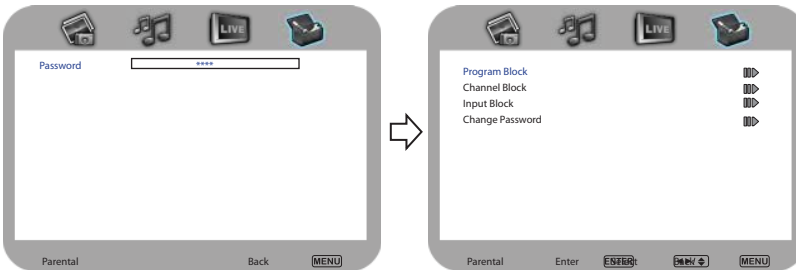 LIVE
Password ****
Parental Back MENU
LIVE
Program Block
Channel Block
Input Block
Change Password
Parental Enter MENU